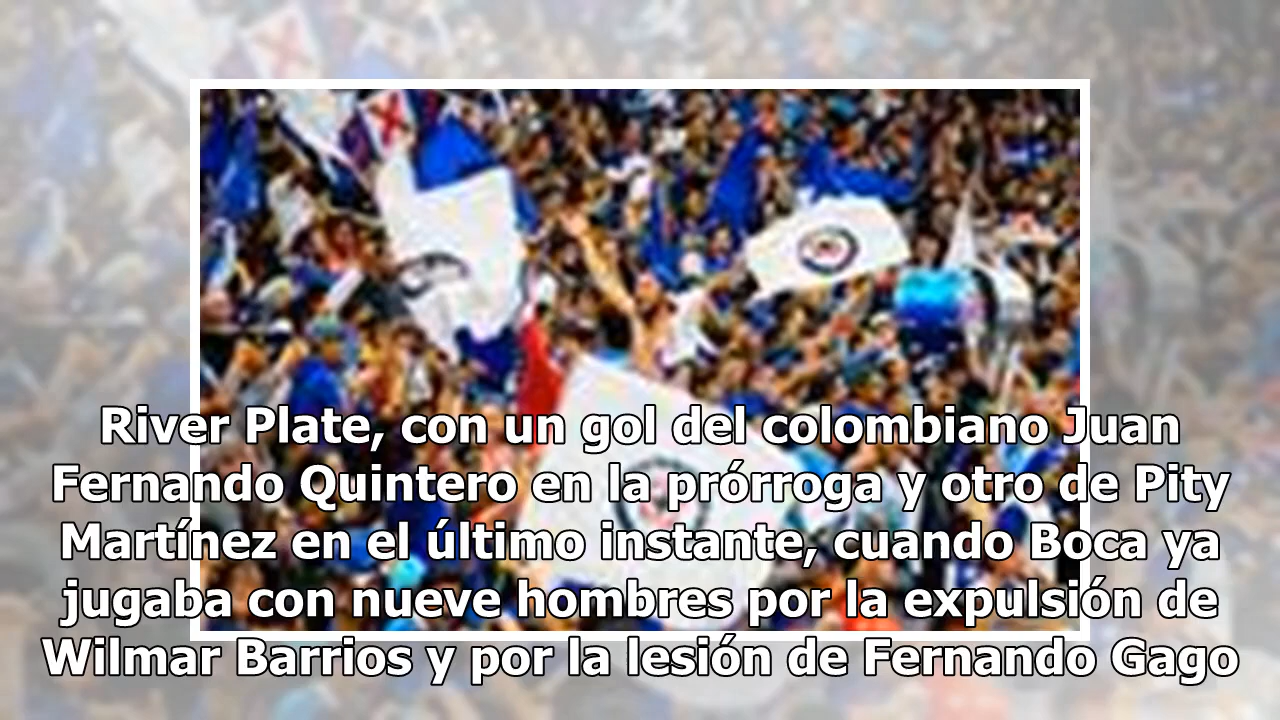 River Plate, con un gol del colombiano Juan
Fernando Quintero en la prórroga y otro de Pity
Martínez en el último instante, cuando Boca ya
jugaba con nueve hombres por la expulsión de
Wilmar Barrios y por la lesión de Fernando Gago